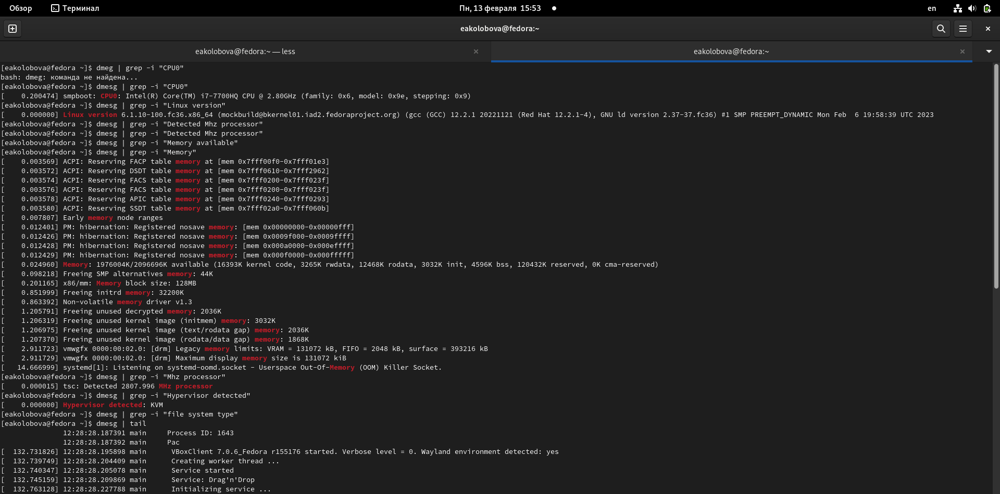 Обзор Терминал Пн, 13 февраля 15:53 en
eakolobova@fedora:~
eakolobova@fedora:~ — less eakolobova@fedora:~
[eakolobova@fedora ~]$ dmeg | grep -i "CPU0"
bash: dmeg: команда не найдена...
[eakolobova@fedora ~]$ dmesg | grep -i "CPU0"
[    0.200474] smpboot: CPU0: Intel(R) Core(TM) i7-7700HQ CPU @ 2.80GHz (family: 0x6, model: 0x9e, stepping: 0x9)
[eakolobova@fedora ~]$ dmesg | grep -i "Linux version"
[    0.000000] Linux version 6.1.10-100.fc36.x86_64 (mockbuild@bkernel01.iad2.fedoraproject.org) (gcc (GCC) 12.2.1 20221121 (Red Hat 12.2.1-4), GNU ld version 2.37-37.fc36) #1 SMP PREEMPT_DYNAMIC Mon Feb  6 19:58:39 UTC 2023
[eakolobova@fedora ~]$ dmesg | grep -i "Detected Mhz processor"
[eakolobova@fedora ~]$ dmesg | grep -i "Detected Mhz processor"
[eakolobova@fedora ~]$ dmesg | grep -i "Memory available"
[eakolobova@fedora ~]$ dmesg | grep -i "Memory"
[    0.003569] ACPI: Reserving FACP table memory at [mem 0x7fff00f0-0x7fff01e3]
[    0.003572] ACPI: Reserving DSDT table memory at [mem 0x7fff0610-0x7fff2962]
[    0.003574] ACPI: Reserving FACS table memory at [mem 0x7fff0200-0x7fff023f]
[    0.003576] ACPI: Reserving FACS table memory at [mem 0x7fff0200-0x7fff023f]
[    0.003578] ACPI: Reserving APIC table memory at [mem 0x7fff0240-0x7fff0293]
[    0.003580] ACPI: Reserving SSDT table memory at [mem 0x7fff02a0-0x7fff060b]
[    0.007807] Early memory node ranges
[    0.012401] PM: hibernation: Registered nosave memory: [mem 0x00000000-0x00000fff]
[    0.012426] PM: hibernation: Registered nosave memory: [mem 0x0009f000-0x0009ffff]
[    0.012428] PM: hibernation: Registered nosave memory: [mem 0x000a0000-0x000effff]
[    0.012429] PM: hibernation: Registered nosave memory: [mem 0x000f0000-0x000fffff]
[    0.024960] Memory: 1976004K/2096696K available (16393K kernel code, 3265K rwdata, 12468K rodata, 3032K init, 4596K bss, 120432K reserved, 0K cma-reserved)
[    0.098218] Freeing SMP alternatives memory: 44K
[    0.201165] x86/mm: Memory block size: 128MB
[    0.851999] Freeing initrd memory: 32200K
[    0.863392] Non-volatile memory driver v1.3
[    1.205791] Freeing unused decrypted memory: 2036K
[    1.206319] Freeing unused kernel image (initmem) memory: 3032K
[    1.206975] Freeing unused kernel image (text/rodata gap) memory: 2036K
[    1.207370] Freeing unused kernel image (rodata/data gap) memory: 1868K
[    2.911723] vmwgfx 0000:00:02.0: [drm] Legacy memory limits: VRAM = 131072 kB, FIFO = 2048 kB, surface = 393216 kB
[    2.911729] vmwgfx 0000:00:02.0: [drm] Maximum display memory size is 131072 kiB
[   14.666999] systemd[1]: Listening on systemd-oomd.socket - Userspace Out-Of-Memory (OOM) Killer Socket.
[eakolobova@fedora ~]$ dmesg | grep -i "Mhz processor"
[    0.000015] tsc: Detected 2807.996 MHz processor
[eakolobova@fedora ~]$ dmesg | grep -i "Hypervisor detected"
[    0.000000] Hypervisor detected: KVM
[eakolobova@fedora ~]$ dmesg | grep -i "file system type"
[eakolobova@fedora ~]$ dmesg | tail
               12:28:28.187391 main     Process ID: 1643
               12:28:28.187392 main     Pac
[  132.731826] 12:28:28.195898 main      VBoxClient 7.0.6_Fedora r155176 started. Verbose level = 0. Wayland environment detected: yes
[  132.739749] 12:28:28.204409 main      Creating worker thread ...
[  132.740347] 12:28:28.205078 main      Service started
[  132.745159] 12:28:28.209869 main      Service: Drag'n'Drop
[  132.763128] 12:28:28.227788 main      Initializing service ...